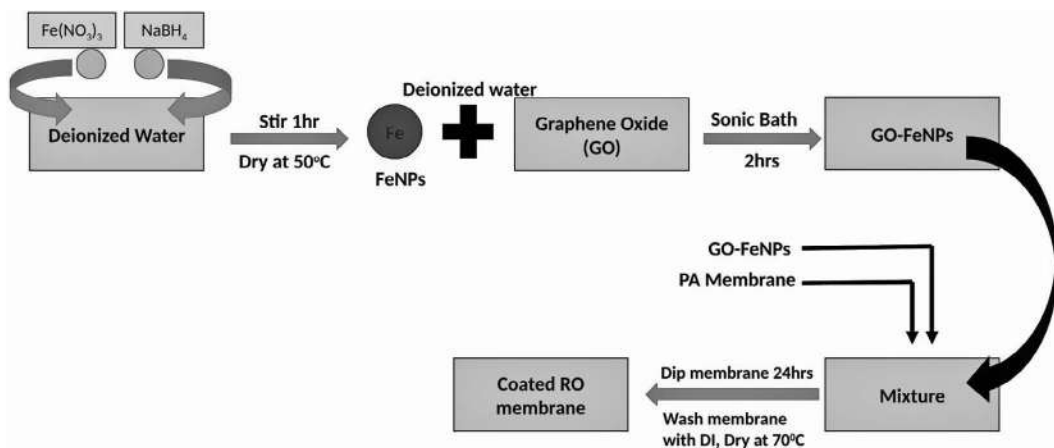 Fe(NO₃)₃
NaBH₄
Deionized Water
Stir 1hr
Dry at 50ºC
Fe
FeNPs
Deionized water
Graphene Oxide
(GO)
Sonic Bath
2hrs
GO-FeNPs
GO-FeNPs
PA Membrane
Mixture
Dip membrane 24hrs
Wash membrane
with DI, Dry at 70⁰C
Coated RO
membrane